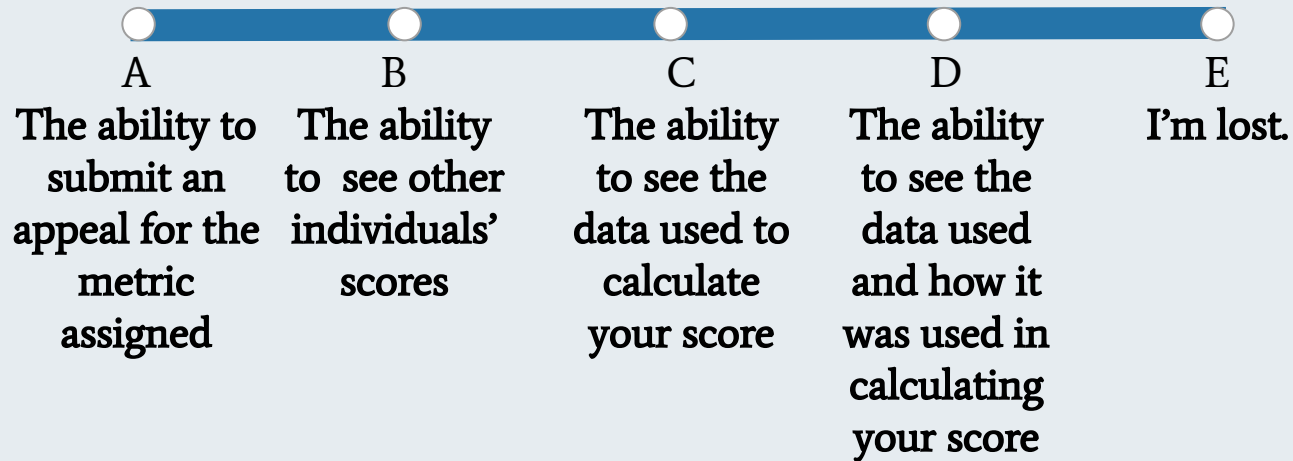 A
The ability to
submit an
appeal for the
metric
assigned
B
The ability
to  see other
individuals’
scores
C
The ability
to see the
data used to
calculate
your score
D
The ability
to see the
data used
and how it
was used in
calculating
your score
E
I’m lost.